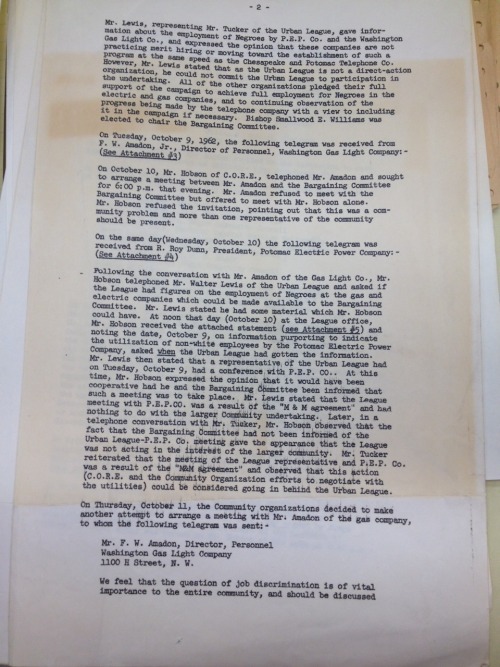 - 2 -
Mr. Lewis, representing Mr. Tucker of the Urban League, gave infor-
mation about the employment of Negroes by P.E.P. Co. and the Washington
Gas Light Co., and expressed the opinion that these companies are not
practicing merit hiring or moving toward the establishment of such a
program at the same speed as the Chesapeake and Potomac Telephone Co.
However, Mr. Lewis stated that as the Urban League is not a direct-action
organization, he could not commit the Urban League to participation in
the undertaking. All of the other organizations pledged their full
support of the campaign to achieve full employment for Negroes in the
electric and gas companies, and to continuing observation of the
progress being made by the telephone company with a view to including
it in the campaign if necessary. Bishop Smallwood E. Williams was
elected to chair the Bargaining Committee.
On Tuesday, October 9, 1962, the following telegram was received from
F. W. Amadon, Jr., Director of Personnel, Washington Gas Light Company:-
(See Attachment #3)
On October 10, Mr. Hobson of C.O.R.E., telephoned Mr. Amadon and sought
to arrange a meeting between Mr. Amadon and the Bargaining Committee
for 6:00 p.m. that evening. Mr. Amadon refused to meet with the
Bargaining Committee but offered to meet with Mr. Hobson alone.
Mr. Hobson refused the invitation, pointing out that this was a com-
munity problem and more than one representative of the community
should be present.
On the same day(Wednesday, October 10) the following telegram was
received from R. Roy Dunn, President, Potomac Electric Power Company:-
(See Attachment #4)
Following the conversation with Mr. Amadon of the Gas Light Co., Mr.
Hobson telephoned Mr. Walter Lewis of the Urban League and asked if
the League had figures on the employment of Negroes at the gas and
electric companies which could be made available to the Bargaining
Committee. Mr. Lewis stated he had some material which Mr. Hobson
could have. At noon that day (October 10) at the League office,
Mr. Hobson received the attached statement (see Attachment #5) and
noting the date, October 9, on information purporting to indicate
the utilization of non-white employees by the Potomac Electric Power
Company, asked when the Urban League had gotten the information.
Mr. Lewis then stated that a representative of the Urban League had
on Tuesday, October 9, had a conference with P.E.P. CO.. At this
time, Mr. Hobson expressed the opinion that it would have been
cooperative had he and the Bargaining Committee been informed that
such a meeting was to take place. Mr. Lewis stated that the League
meeting with P.E.P.CO. was a result of the "M & M agreement" and had
nothing to do with the larger Community undertaking. Later, in a
telephone conversation with Mr. Tucker, Mr. Hobson observed that the
fact that the Bargaining Committee had not been informed of the
Urban League-P.E.P. Co. meeting gave the appearance that the League
was not acting in the interest of the larger community. Mr. Tucker
reiterated that the meeting of the League representative and P.E.P. Co.
was a result of the "M&M agreement" and observed that this action
(C.O.R.E. and the Community Organization efforts to negotiate with
the utilities) could be considered going in behind the Urban League.
On Thursday, October 11, the Community organizations decided to make
another attempt to arrange a meeting with Mr. Amadon of the gas company,
to whom the following telegram was sent:-
Mr. F. W. Amadon, Director, Personnel
Washington Gas Light Company
1100 H Street, N. W.
We feel that the question of job discrimination is of vital
importance to the entire community, and should be discussed